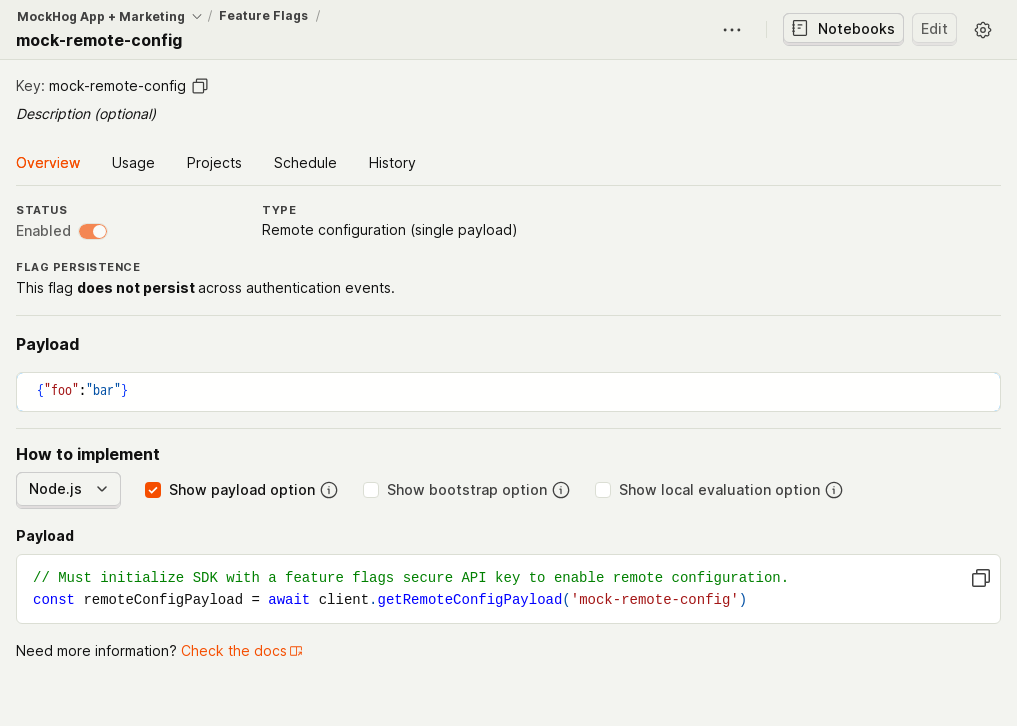 MockHog App + Marketing / Feature Flags /
mock-remote-config
Notebooks
Edit
Key: mock-remote-config
Description (optional)
Overview Usage Projects Schedule History
STATUS
Enabled
TYPE
Remote configuration (single payload)
FLAG PERSISTENCE
This flag does not persist across authentication events.
Payload
{"foo":"bar"}
How to implement
Node.js Show payload option Show bootstrap option Show local evaluation option
Payload
// Must initialize SDK with a feature flags secure API key to enable remote configuration.
const remoteConfigPayload = await client.getRemoteConfigPayload('mock-remote-config')
Need more information? Check the docs